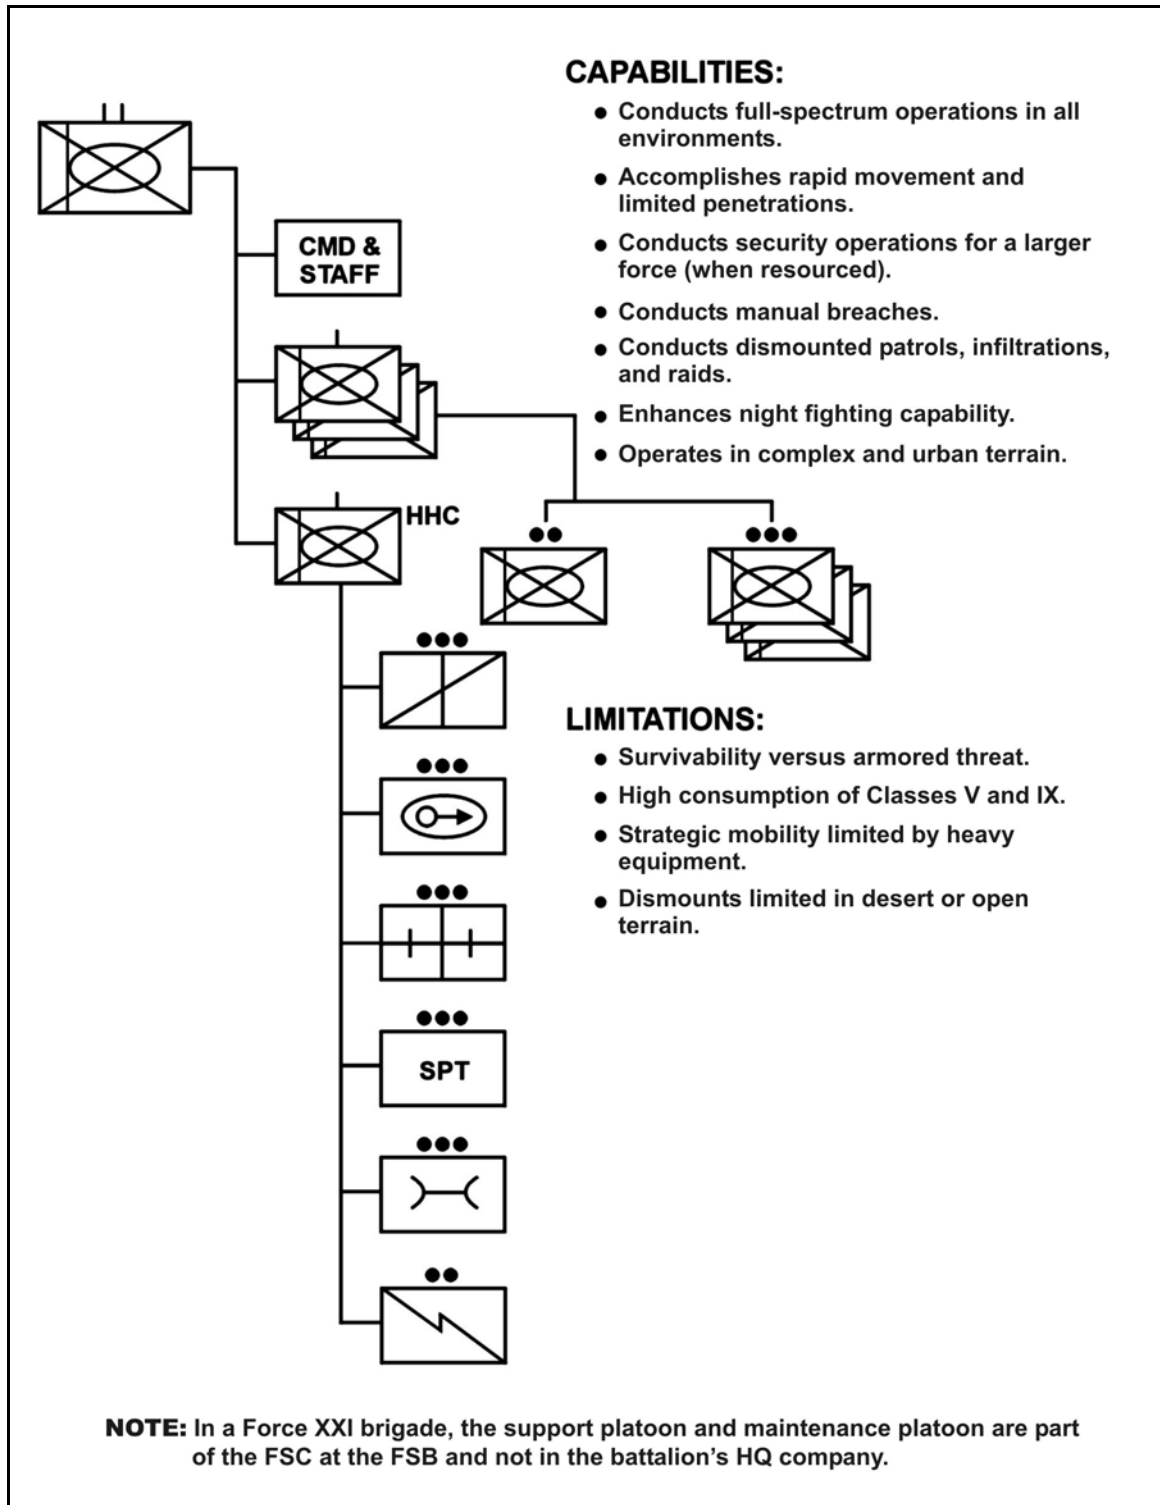 CAPABILITIES:
● Conducts full-spectrum operations in all
environments.
● Accomplishes rapid movement and
limited penetrations.
● Conducts security operations for a larger
force (when resourced).
● Conducts manual breaches.
● Conducts dismounted patrols, infiltrations,
and raids.
● Enhances night fighting capability.
● Operates in complex and urban terrain.
CMD &
STAFF
HHC
LIMITATIONS:
● Survivability versus armored threat.
● High consumption of Classes V and IX.
● Strategic mobility limited by heavy
equipment.
● Dismounts limited in desert or open
terrain.
SPT
NOTE: In a Force XXI brigade, the support platoon and maintenance platoon are part
of the FSC at the FSB and not in the battalion's HQ company.